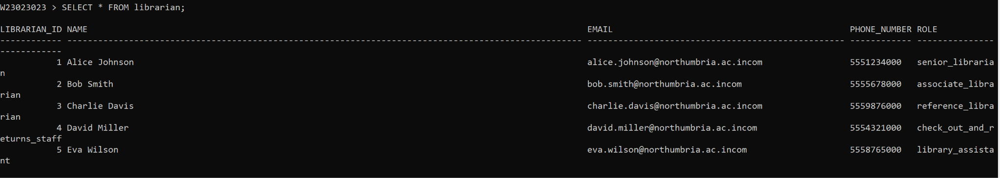 W23023023 > SELECT * FROM librarian;
LIBRARIAN_ID NAME EMAIL PHONE_NUMBER ROLE
------------ ---------------------------------------------------------------------------------------------------- -------------------------------------------------- ------------ ---------------
------------
1 Alice Johnson alice.johnson@northumbria.ac.incom 5551234000 senior_libraria
n
2 Bob Smith bob.smith@northumbria.ac.incom 5555678000 associate_libra
rian
3 Charlie Davis charlie.davis@northumbria.ac.incom 5559876000 reference_libra
rian
4 David Miller david.miller@northumbria.ac.incom 5554321000 check_out_and_r
eturns_staff
5 Eva Wilson eva.wilson@northumbria.ac.incom 5558765000 library_assista
nt